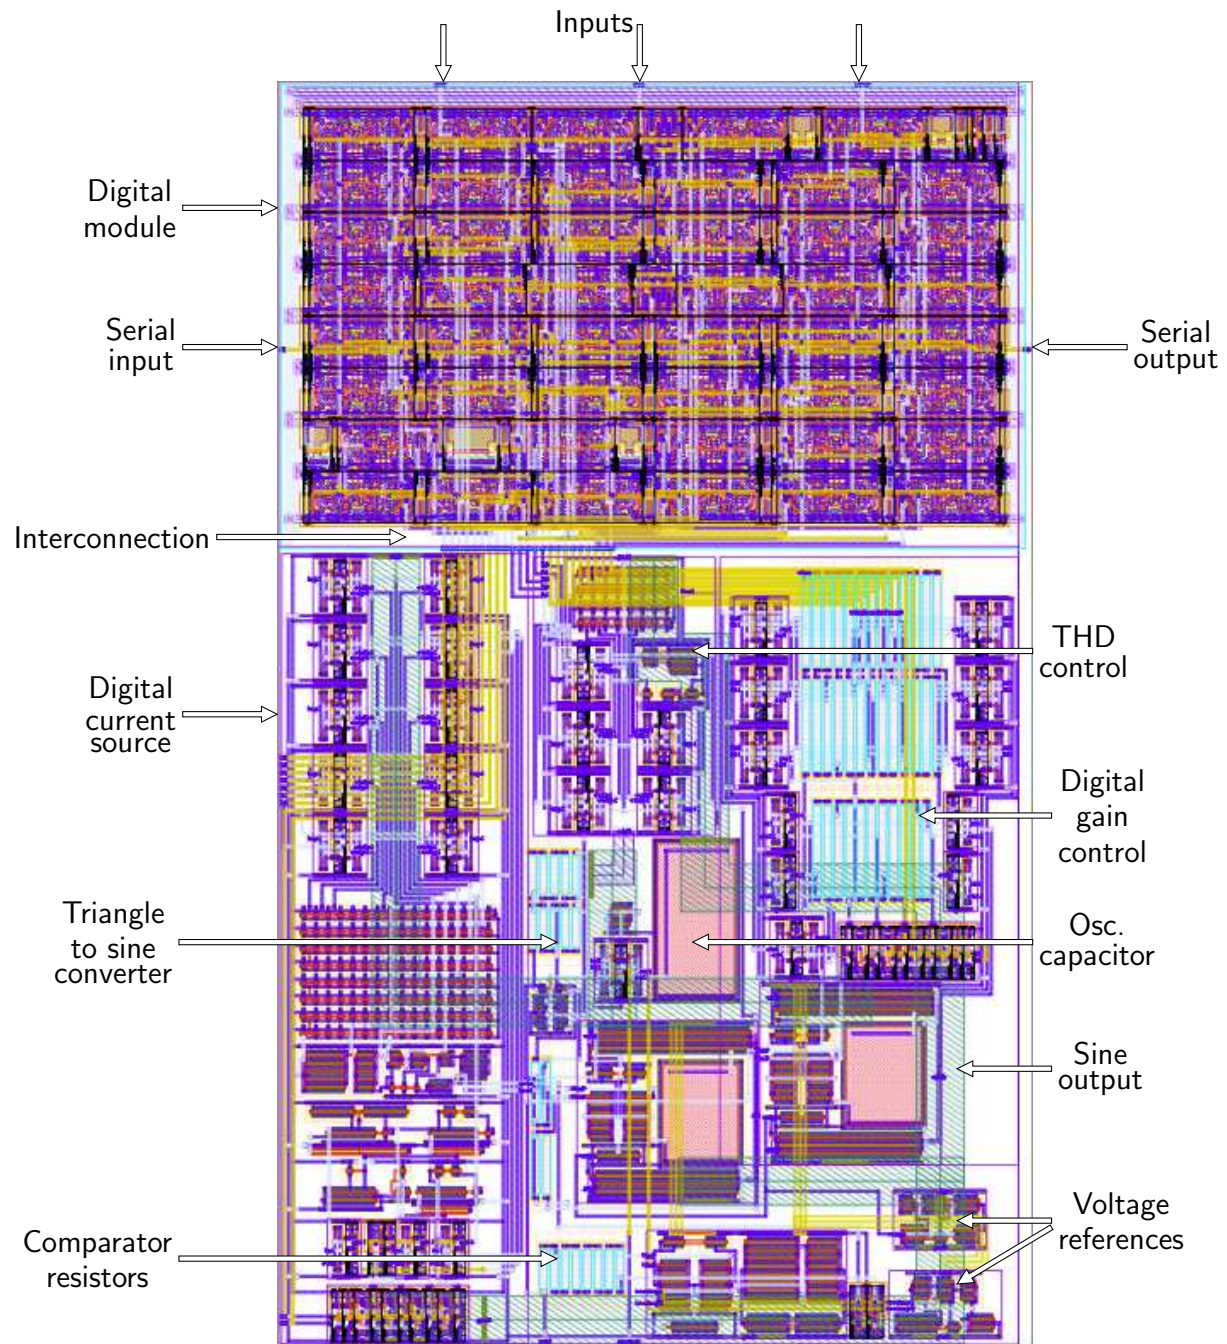 Inputs
Digital
module
Serial
input
Serial
output
Interconnection
THD
control
Digital
current
source
Digital
gain
control
Triangle
to sine
converter
Osc.
capacitor
Sine
output
Voltage
references
Comparator
resistors